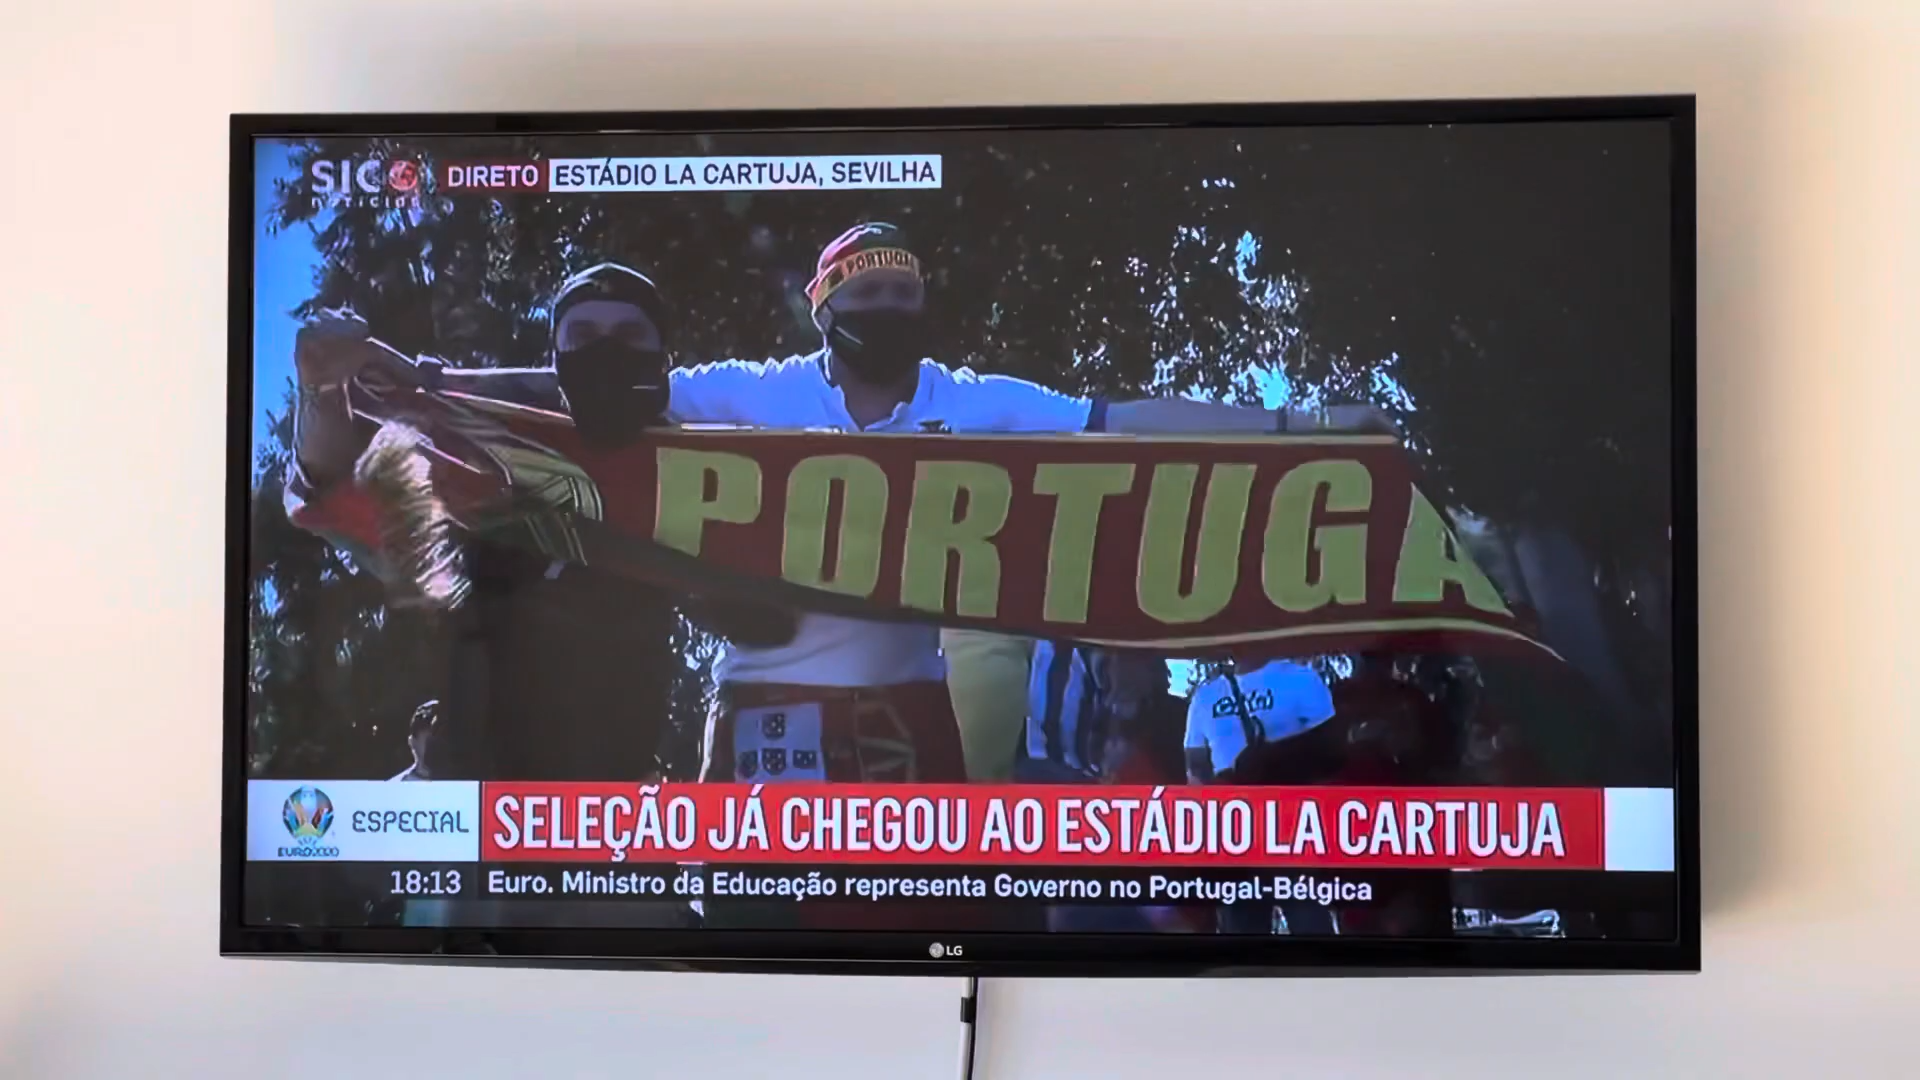 SIC
notícias
DIRETO ESTÁDIO LA CARTUJA, SEVILHA
PORTUGA
PORTUGA
ESPECIAL
EURO2020
SELEÇÃO JÁ CHEGOU AO ESTÁDIO LA CARTUJA
18:13 Euro. Ministro da Educação representa Governo no Portugal-Bélgica
LG